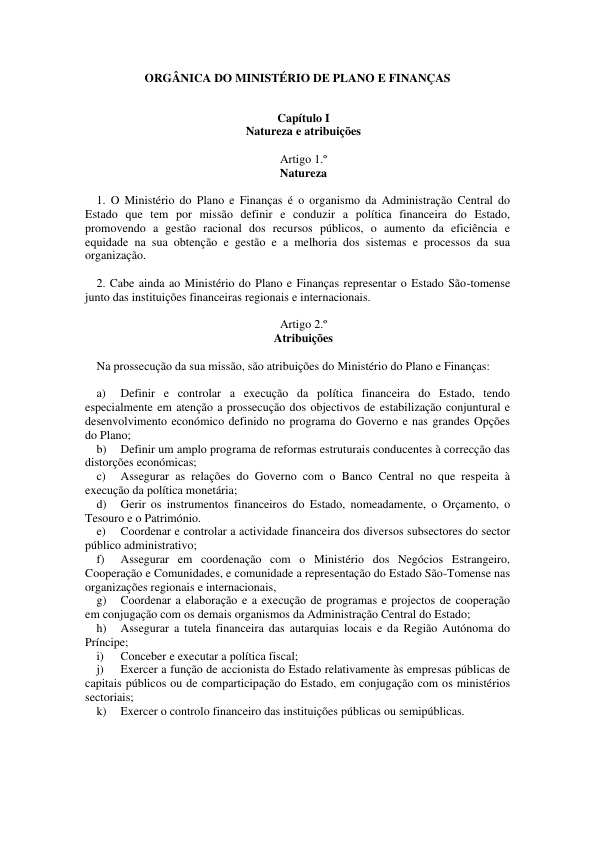 ORGÂNICA DO MINISTÉRIO DE PLANO E FINANÇAS
Capítulo I
Natureza e atribuições
Artigo 1.º
Natureza
1. O Ministério do Plano e Finanças é o organismo da Administração Central do
Estado que tem por missão definir e conduzir a política financeira do Estado,
promovendo a gestão racional dos recursos públicos, o aumento da eficiência e
equidade na sua obtenção e gestão e a melhoria dos sistemas e processos da sua
organização.
2. Cabe ainda ao Ministério do Plano e Finanças representar o Estado São-tomense
junto das instituições financeiras regionais e internacionais.
Artigo 2.º
Atribuições
Na prossecução da sua missão, são atribuições do Ministério do Plano e Finanças:
a) Definir e controlar a execução da política financeira do Estado, tendo
especialmente em atenção a prossecução dos objectivos de estabilização conjuntural e
desenvolvimento económico definido no programa do Governo e nas grandes Opções
do Plano;
b) Definir um amplo programa de reformas estruturais conducentes à correcção das
distorções económicas;
c) Assegurar as relações do Governo com o Banco Central no que respeita à
execução da política monetária;
d) Gerir os instrumentos financeiros do Estado, nomeadamente, o Orçamento, o
Tesouro e o Património.
e) Coordenar e controlar a actividade financeira dos diversos subsectores do sector
público administrativo;
f) Assegurar em coordenação com o Ministério dos Negócios Estrangeiro,
Cooperação e Comunidades, e comunidade a representação do Estado São-Tomense nas
organizações regionais e internacionais,
g) Coordenar a elaboração e a execução de programas e projectos de cooperação
em conjugação com os demais organismos da Administração Central do Estado;
h) Assegurar a tutela financeira das autarquias locais e da Região Autónoma do
Príncipe;
i) Conceber e executar a política fiscal;
j) Exercer a função de accionista do Estado relativamente às empresas públicas de
capitais públicos ou de comparticipação do Estado, em conjugação com os ministérios
sectoriais;
k) Exercer o controlo financeiro das instituições públicas ou semipúblicas.